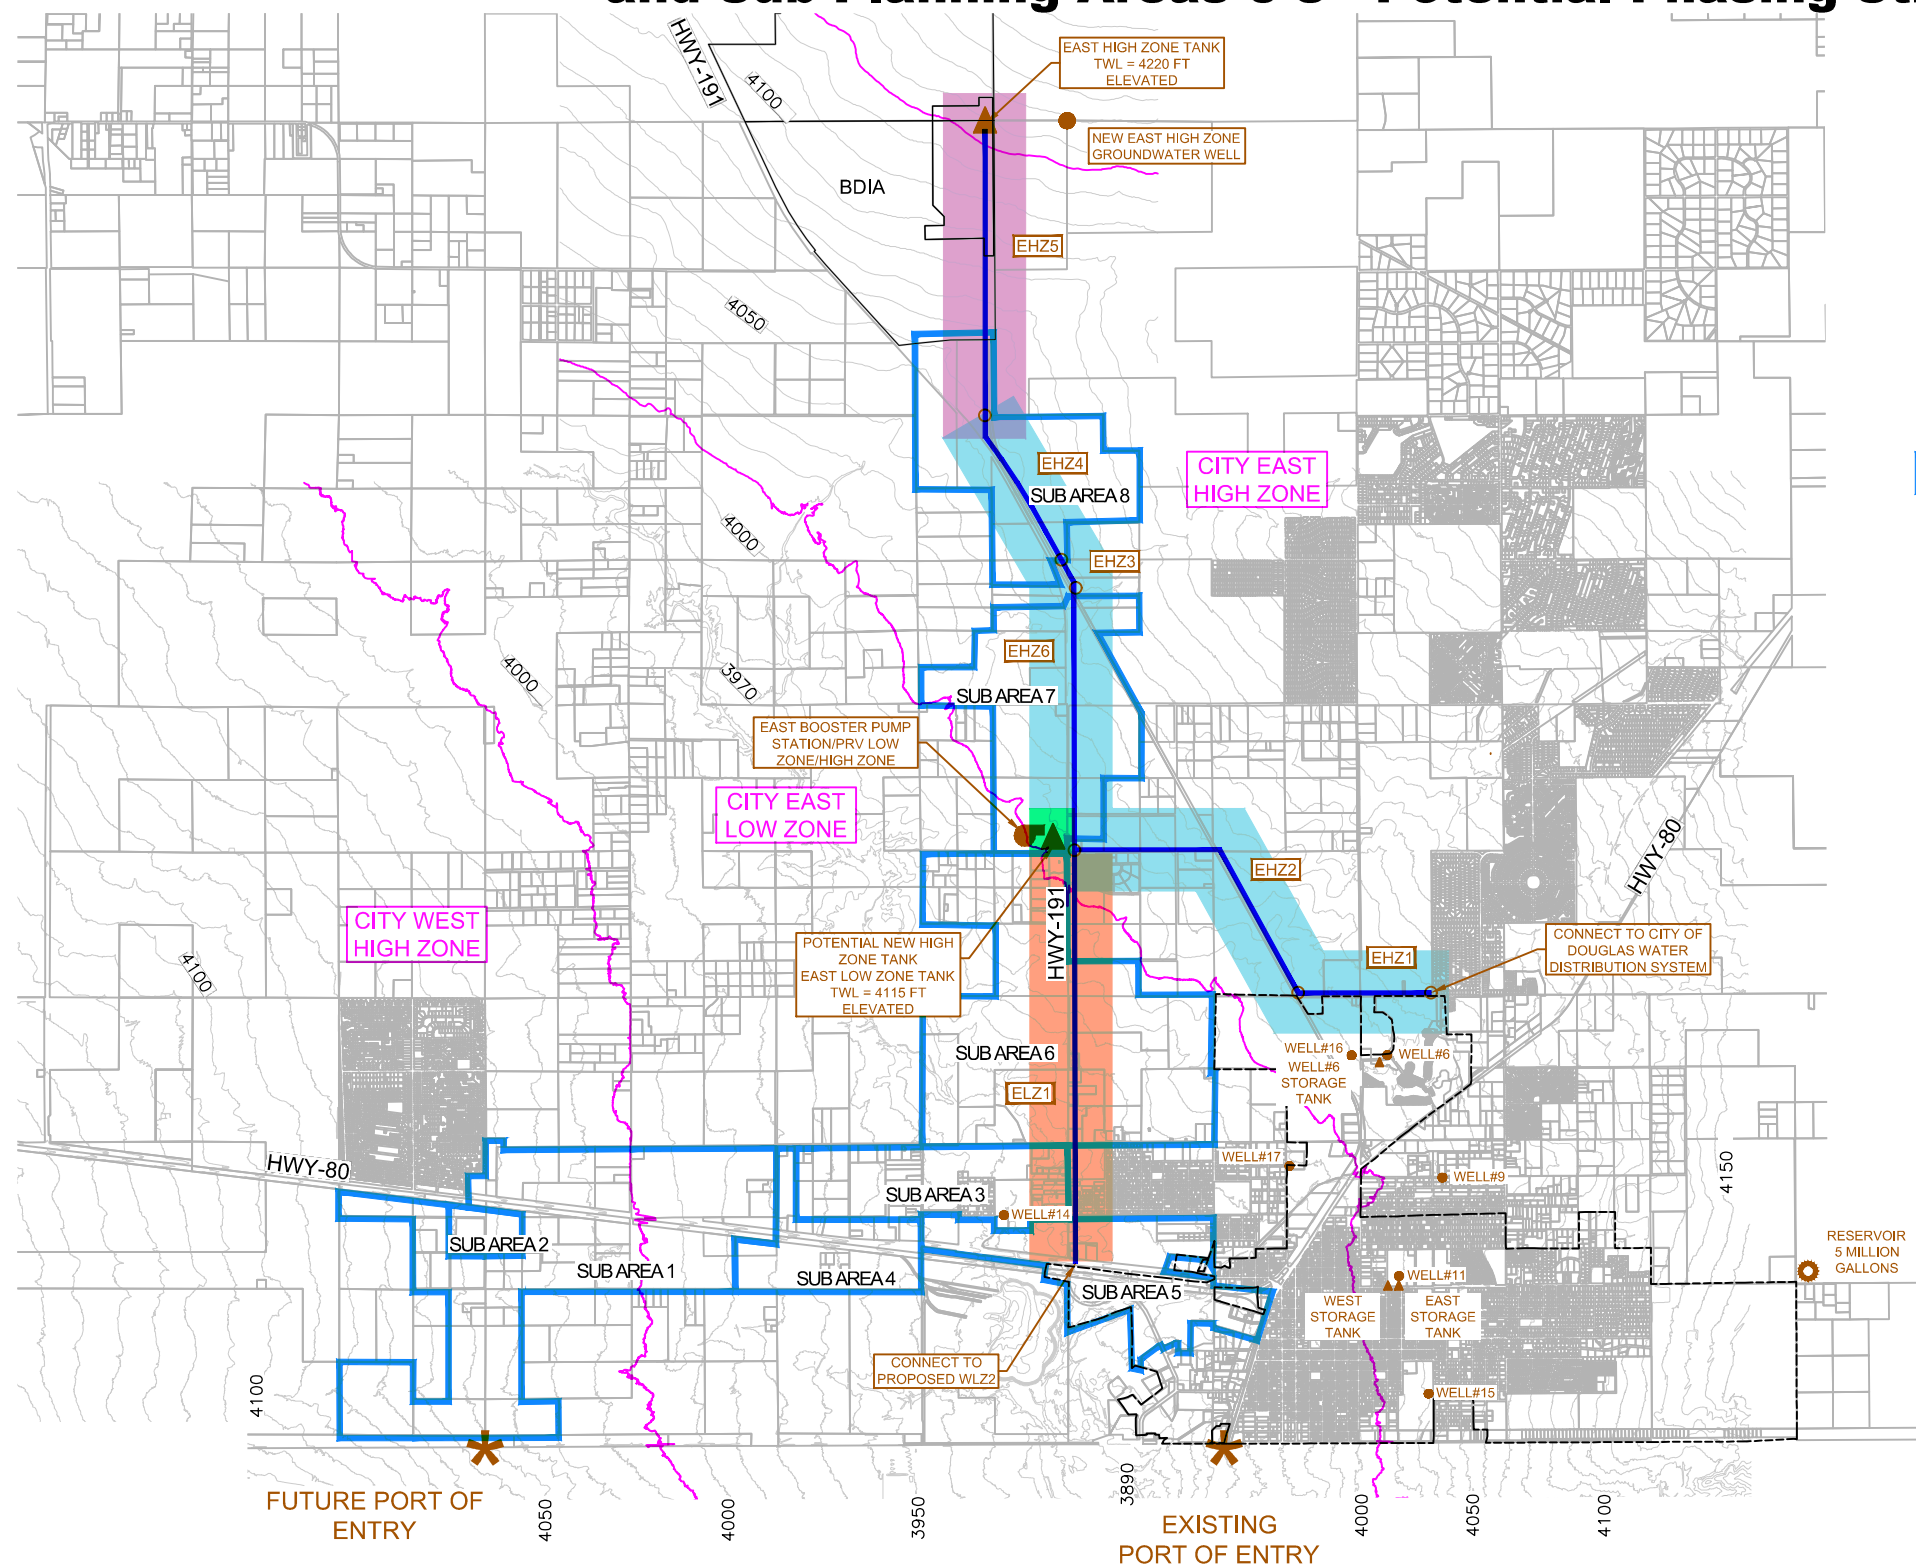 HWY-191
4100
EAST HIGH ZONE TANK
TWL = 4220 FT
ELEVATED
NEW EAST HIGH ZONE
GROUNDWATER WELL
BDIA
EHZ5
4050
EHZ4
SUB AREA 8
CITY EAST
HIGH ZONE
4000
EHZ3
EHZ6
4000
3970
SUB AREA 7
EAST BOOSTER PUMP
STATION/PRV LOW
ZONE/HIGH ZONE
CITY EAST
LOW ZONE
HWY-80
EHZ2
CITY WEST
HIGH ZONE
4100
POTENTIAL NEW HIGH
ZONE TANK
EAST LOW ZONE TANK
TWL = 4115 FT
ELEVATED
HWY-191
EHZ1
CONNECT TO CITY OF
DOUGLAS WATER
DISTRIBUTION SYSTEM
SUB AREA 6
WELL#16
WELL#6
WELL#6
STORAGE
TANK
ELZ1
HWY-80
WELL#17
WELL#9
4150
SUB AREA 3
WELL#14
SUB AREA 2
SUB AREA 1
SUB AREA 4
SUB AREA 5
RESERVOIR
5 MILLION
GALLONS
WELL#11
WEST
STORAGE
TANK
EAST
STORAGE
TANK
CONNECT TO
PROPOSED WLZ2
WELL#15
4100
FUTURE PORT OF
ENTRY
4050
4000
3950
3890
EXISTING
PORT OF ENTRY
4000
4050
4100